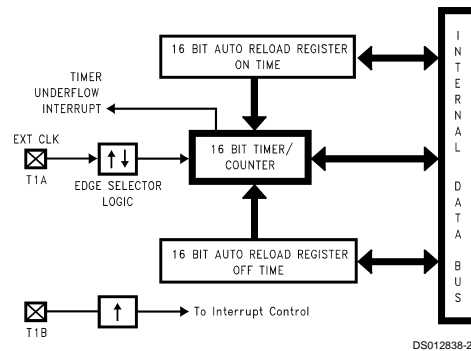 16 BIT AUTO RELOAD REGISTER
ON TIME
TIMER
UNDERFLOW
INTERRUPT
EXT CLK
T1A
EDGE SELECTOR
LOGIC
16 BIT TIMER/
COUNTER
16 BIT AUTO RELOAD REGISTER
OFF TIME
T1B
To Interrupt Control
INTERNAL DATA BUS
DS012838-2